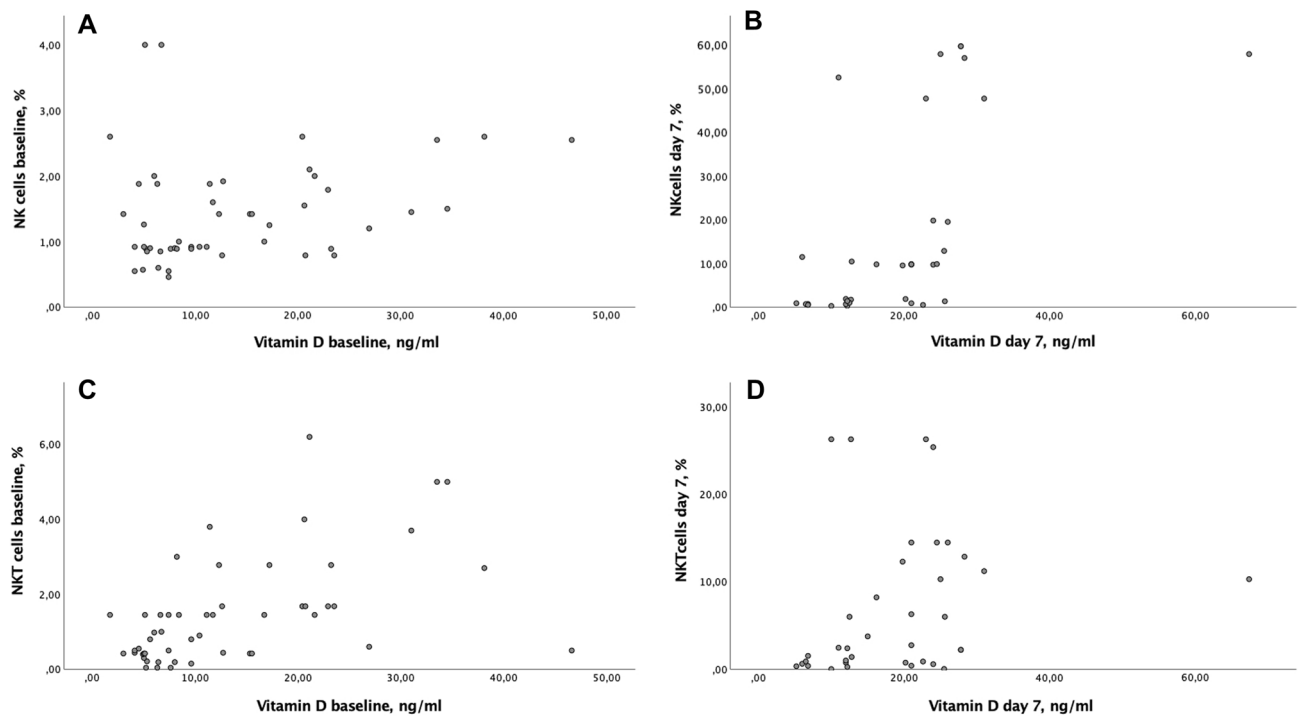 A
NK cells baseline, %
4,00
3,00
2,00
1,00
,00
,00 10,00 20,00 30,00 40,00 50,00
Vitamin D baseline, ng/ml
B
NKcells day 7, %
60,00
50,00
40,00
30,00
20,00
10,00
,00
,00 20,00 40,00 60,00
Vitamin D day 7, ng/ml
C
NKT cells baseline, %
6,00
4,00
2,00
,00
,00 10,00 20,00 30,00 40,00 50,00
Vitamin D baseline, ng/ml
D
NKTcells day 7, %
30,00
20,00
10,00
,00
,00 20,00 40,00 60,00
Vitamin D day 7, ng/ml